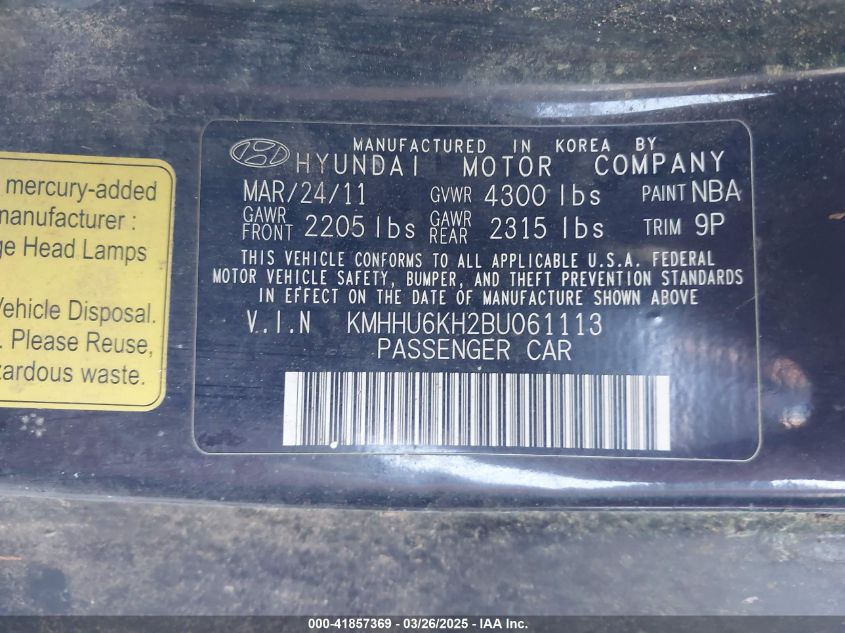 mercury-added
manufacturer :
ge Head Lamps
Vehicle Disposal.
. Please Reuse,
zardous waste.
MANUFACTURED IN KOREA BY
HYUNDAI MOTOR COMPANY
MAR/24/11 GVWR 4300 lbs PAINT NBA
GAWR FRONT 2205 lbs GAWR REAR 2315 lbs TRIM 9P
THIS VEHICLE CONFORMS TO ALL APPLICABLE U.S.A. FEDERAL
MOTOR VEHICLE SAFETY, BUMPER, AND THEFT PREVENTION STANDARDS
IN EFFECT ON THE DATE OF MANUFACTURE SHOWN ABOVE
V.I.N KMHHU6KH2BU061113
PASSENGER CAR
000-41857369 | 03/26/2025 - IAA Inc.